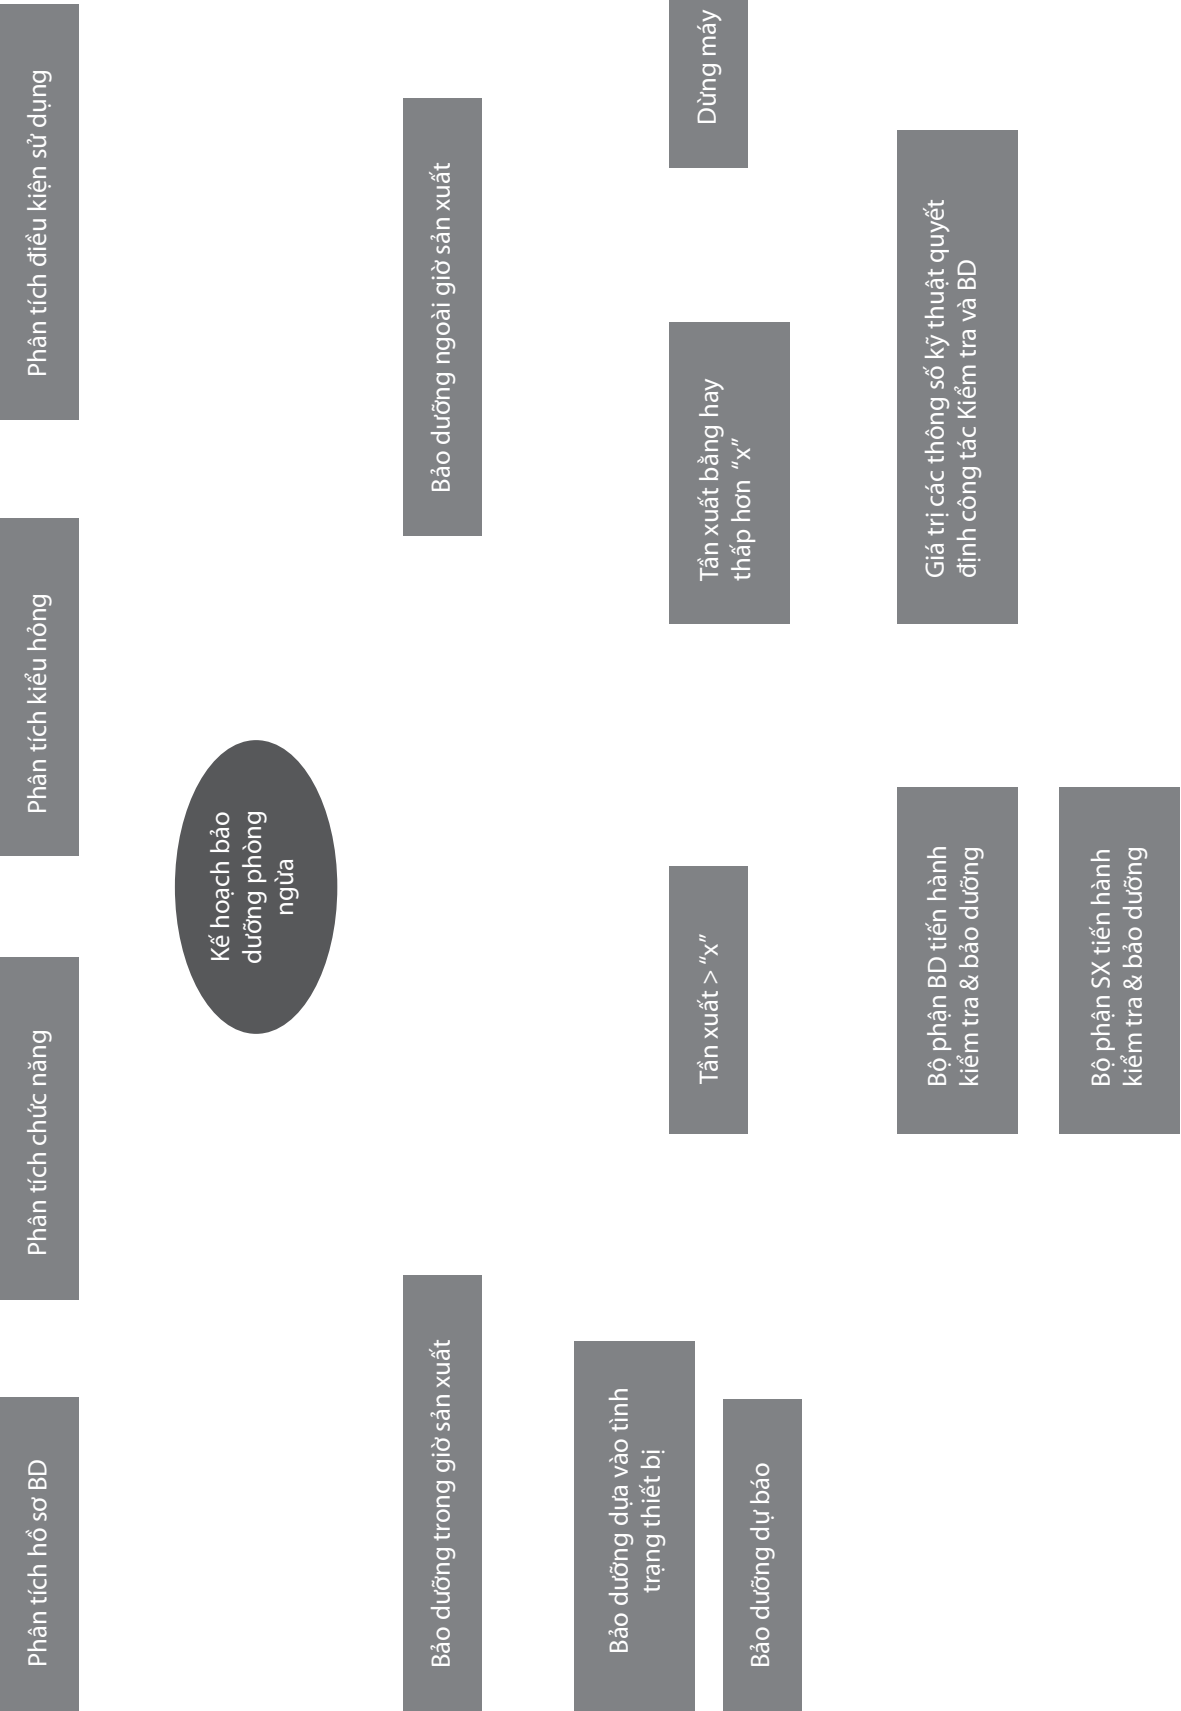 Phân tích hồ sơ BD
Phân tích chức năng
Phân tích kiểu hỏng
Phân tích điều kiện sử dụng
Kế hoạch bảo
dưỡng phòng
ngừa
Bảo dưỡng trong giờ sản xuất
Bảo dưỡng ngoài giờ sản xuất
Bảo dưỡng dựa vào tình
trạng thiết bị
Bảo dưỡng dự báo
Tần xuất > “x”
Tần xuất bằng hay
thấp hơn “x”
Dừng máy
Bộ phận BD tiến hành
kiểm tra & bảo dưỡng
Giá trị các thông số kỹ thuật quyết
định công tác Kiểm tra và BD
Bộ phận SX tiến hành
kiểm tra & bảo dưỡng